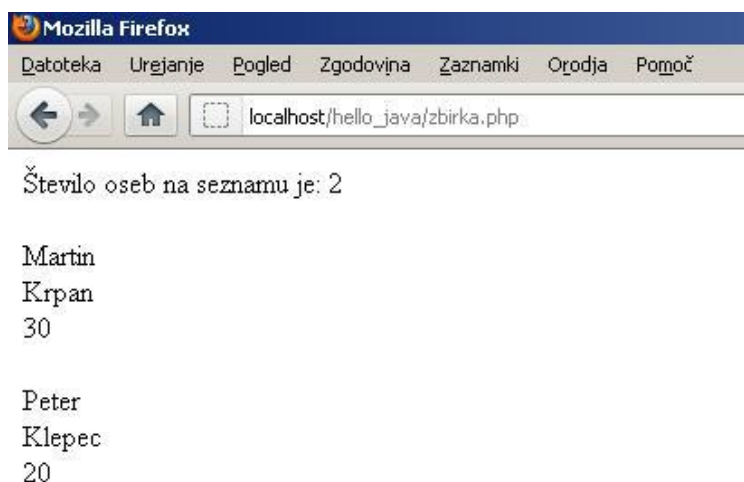 Mozilla Firefox
Datoteka Urejanje Pogled Zgodovina Zaznamki Orodja Pomoč
localhost/hello_java/zbirka.php
Število oseb na seznamu je: 2
Martin
Krpan
30
Peter
Klepec
20